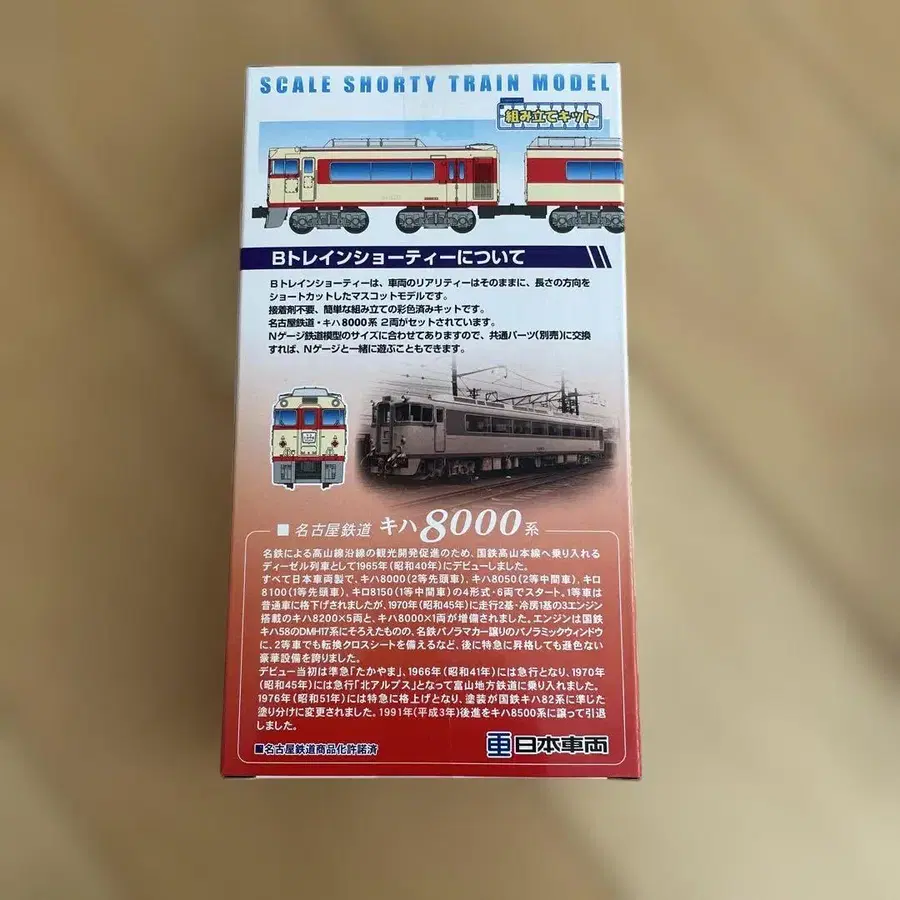 SCALE SHORTY TRAIN MODEL
組み立てキット
Bトレインショーティーについて
Bトレインショーティーは、車両のリアリティーはそのままに、長さの方向を
ショートカットしたマスコットモデルです。
接着剤不要、簡単な組み立ての彩色済みキットです。
名古屋鉄道・キハ8000系 2両がセットされています。
Nゲージ鉄道模型のサイズに合わせてありますので、共通パーツ(別売)に交換
すれば、Nゲージと一緒に遊ぶこともできます。
■ 名古屋鉄道 キハ8000系
名鉄による高山線沿線の観光開発促進のため、国鉄高山本線へ乗り入れる
ディーゼル列車として1965年(昭和40年)にデビューしました。
すべて日本車両製で、キハ8000(2等先頭車)、キハ8050(2等中間車)、キロ
8100(1等先頭車)、キロ8150(1等中間車)の4形式・6両でスタート。1等車は
普通車に格下げされましたが、1970年(昭和45年)に走行2基・冷房1基の3エンジン
搭載のキハ8200×5両と、キハ8000×1両が増備されました。エンジンは国鉄
キハ58のDMH17系にそろえたものの、名鉄パノラマカー譲りのパノラミックウィンドウ
に、2等車でも転換クロスシートを備えるなど、後に特急に昇格しても遜色ない
豪華設備を誇りました。
デビュー当初は準急「たかやま」、1966年(昭和41年)には急行となり、1970年
(昭和45年)には急行「北アルプス」となって富山地方鉄道に乗り入れました。
1976年(昭和51年)には特急に格上げとなり、塗装が国鉄キハ82系に準じた
塗り分けに変更されました。1991年(平成3年)後進をキハ8500系に譲って引退
しました。
■名古屋鉄道商品化許諾済
日本車両